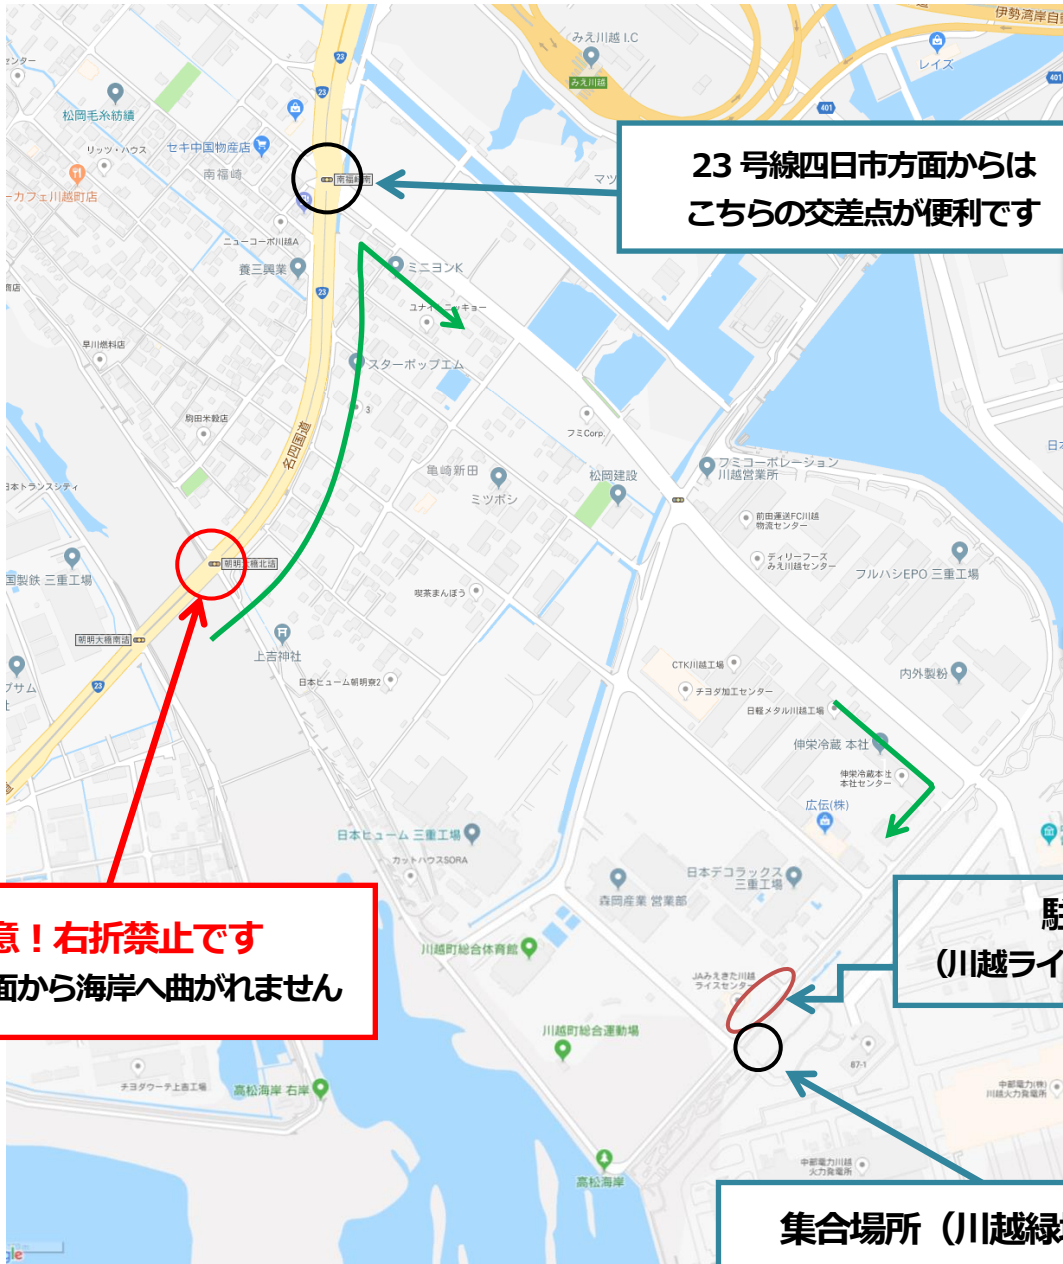 伊勢湾岸自
みえ川越 I.C
レイズ
みえ川越
401
401
23
松岡毛糸紡績
23
リッツ・ハウス
セキ中国物産店
南福崎
南福崎南
ーカフェ川越町店
マツ
23 号線四日市方面からは
こちらの交差点が便利です
ニューコーポ川越A
養三興業
ミニヨンK
23
早川燃料店
スターポップエム
3
駒田米穀店
名四国道
フミCorp.
亀崎新田
ミツボシ
松岡建設
フミコーポレーション
川越営業所
日本トランスシティ
前田運送FC川越
物流センター
ディリーフーズ
みえ川越センター
フルハシEPO 三重工場
国製鉄 三重工場
朝明大橋北詰
喫茶まんぼう
朝明大橋南詰
上吉神社
日本ヒューム朝明寮2
プサム
23
CTK川越工場
チヨダ加工センター
内外製粉
日軽メタル川越工場
伸栄冷蔵 本社
伸栄冷蔵本社
本社センター
広伝(株)
日本ヒューム 三重工場
カットハウスSORA
日本デコラックス
三重工場
森岡産業 営業部
意！右折禁止です
面から海岸へ曲がれません
駐
（川越ライ
川越町総合体育館
JAみえきた川越
ライスセンター
川越町総合運動場
87-1
チヨダウーテ上吉工場
高松海岸 右岸
中部電力(株)
川越火力発電所
中部電力川越
火力発電所
高松海岸
集合場所（川越緑
gle